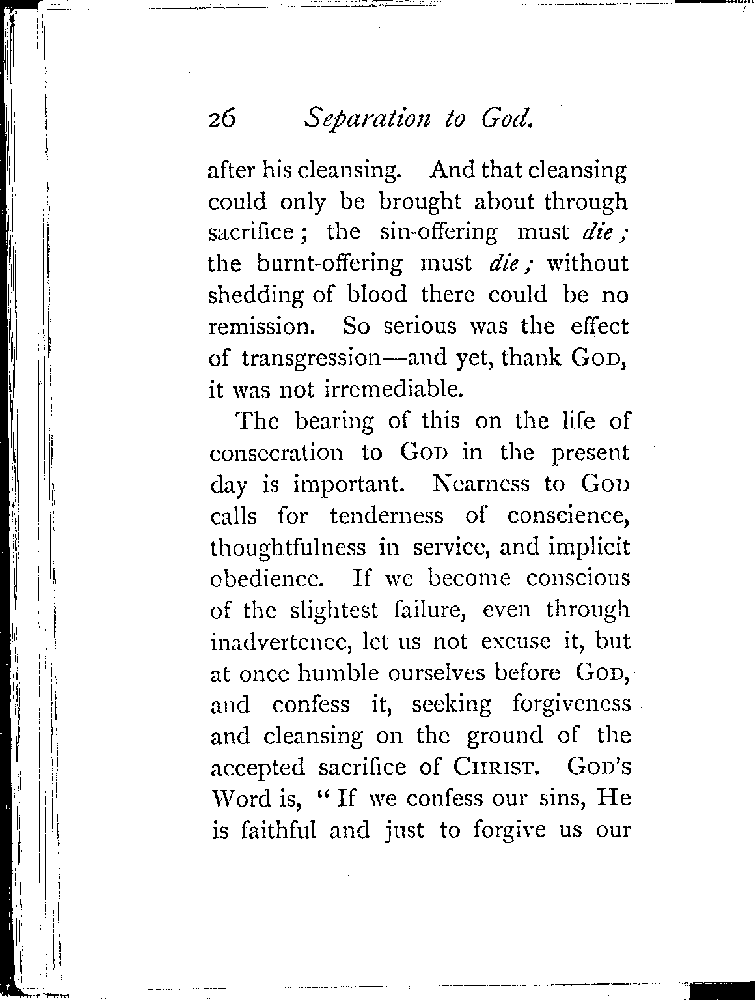 26 Separation to God.
after his cleansing. And that cleansing
could only be brought about through
sacrifice; the sin-offering must die;
the burnt-offering must die; without
shedding of blood there could be no
remission. So serious was the effect
of transgression—and yet, thank GOD,
it was not irremediable.
The bearing of this on the life of
consecration to GOD in the present
day is important. Nearness to GOD
calls for tenderness of conscience,
thoughtfulness in service, and implicit
obedience. If we become conscious
of the slightest failure, even through
inadvertence, let us not excuse it, but
at once humble ourselves before GOD,
and confess it, seeking forgiveness
and cleansing on the ground of the
accepted sacrifice of CHRIST. GOD'S
Word is, "If we confess our sins, He
is faithful and just to forgive us our